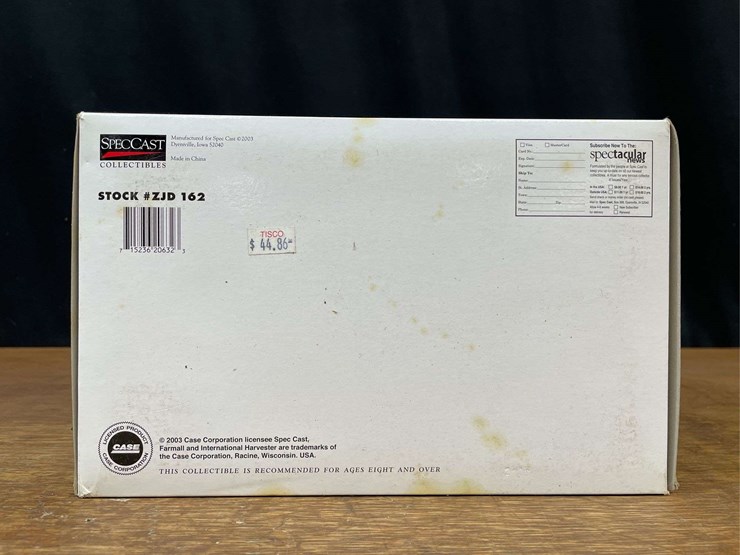 SPECCAST
COLLECTIBLES
Manufactured for Spec Cast © 2003
Dyersville, Iowa 52040
Made in China
STOCK #ZJD 162
7 15236 20632 3
TISCO
$ 44.86
Subscribe Now To The:
spectacular
news
LICENSED PRODUCT
CASE
CASE CORPORATION
© 2003 Case Corporation licensee Spec Cast,
Farmall and International Harvester are trademarks of
the Case Corporation, Racine, Wisconsin. USA.
THIS COLLECTIBLE IS RECOMMENDED FOR AGES EIGHT AND OVER